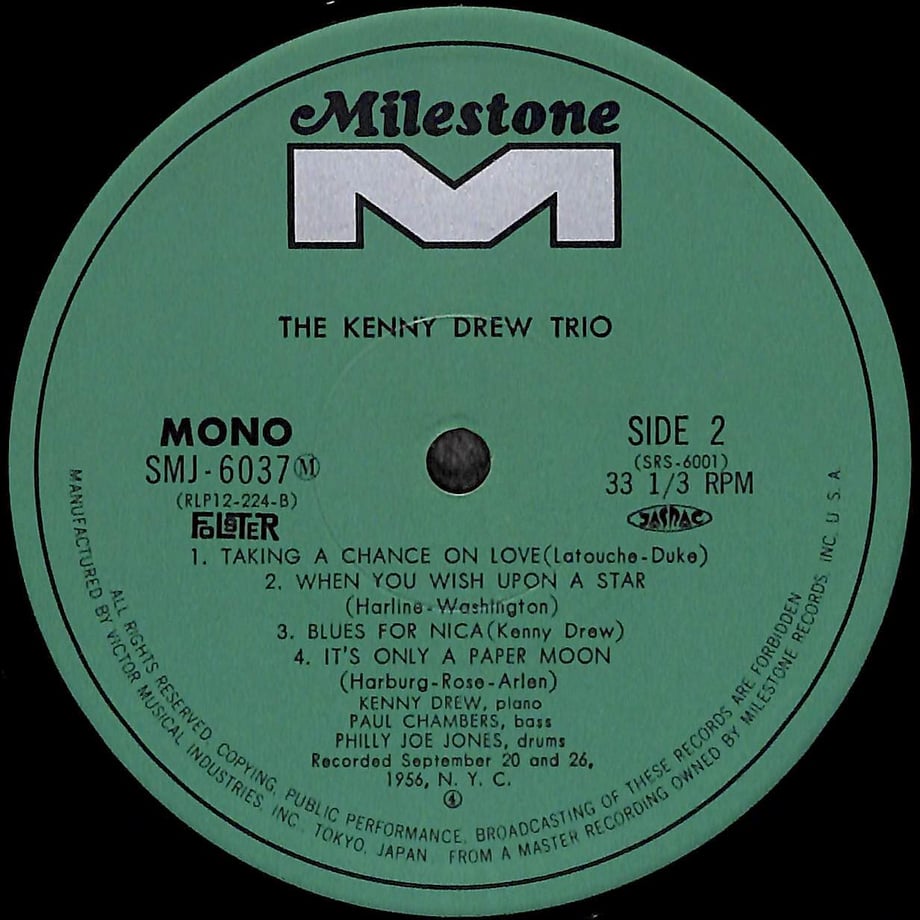 Milestone
M
THE KENNY DREW TRIO
MONO
SMJ-6037Ⓜ
(RLP12-224-B)
FOLSTER
SIDE 2
(SRS-6001)
33 1/3 RPM
JASRAC
1. TAKING A CHANCE ON LOVE(Latouche-Duke)
2. WHEN YOU WISH UPON A STAR
(Harline-Washington)
3. BLUES FOR NICA(Kenny Drew)
4. IT'S ONLY A PAPER MOON
(Harburg-Rose-Arlen)
KENNY DREW, piano
PAUL CHAMBERS, bass
PHILLY JOE JONES, drums
Recorded September 20 and 26,
1956, N. Y. C.
④
ALL RIGHTS RESERVED. COPYING, PUBLIC PERFORMANCE, BROADCASTING OF THESE RECORDS ARE FORBIDDEN
MANUFACTURED BY VICTOR MUSICAL INDUSTRIES, INC. TOKYO, JAPAN. FROM A MASTER RECORDING OWNED BY MILESTONE RECORDS, INC. U.S.A.